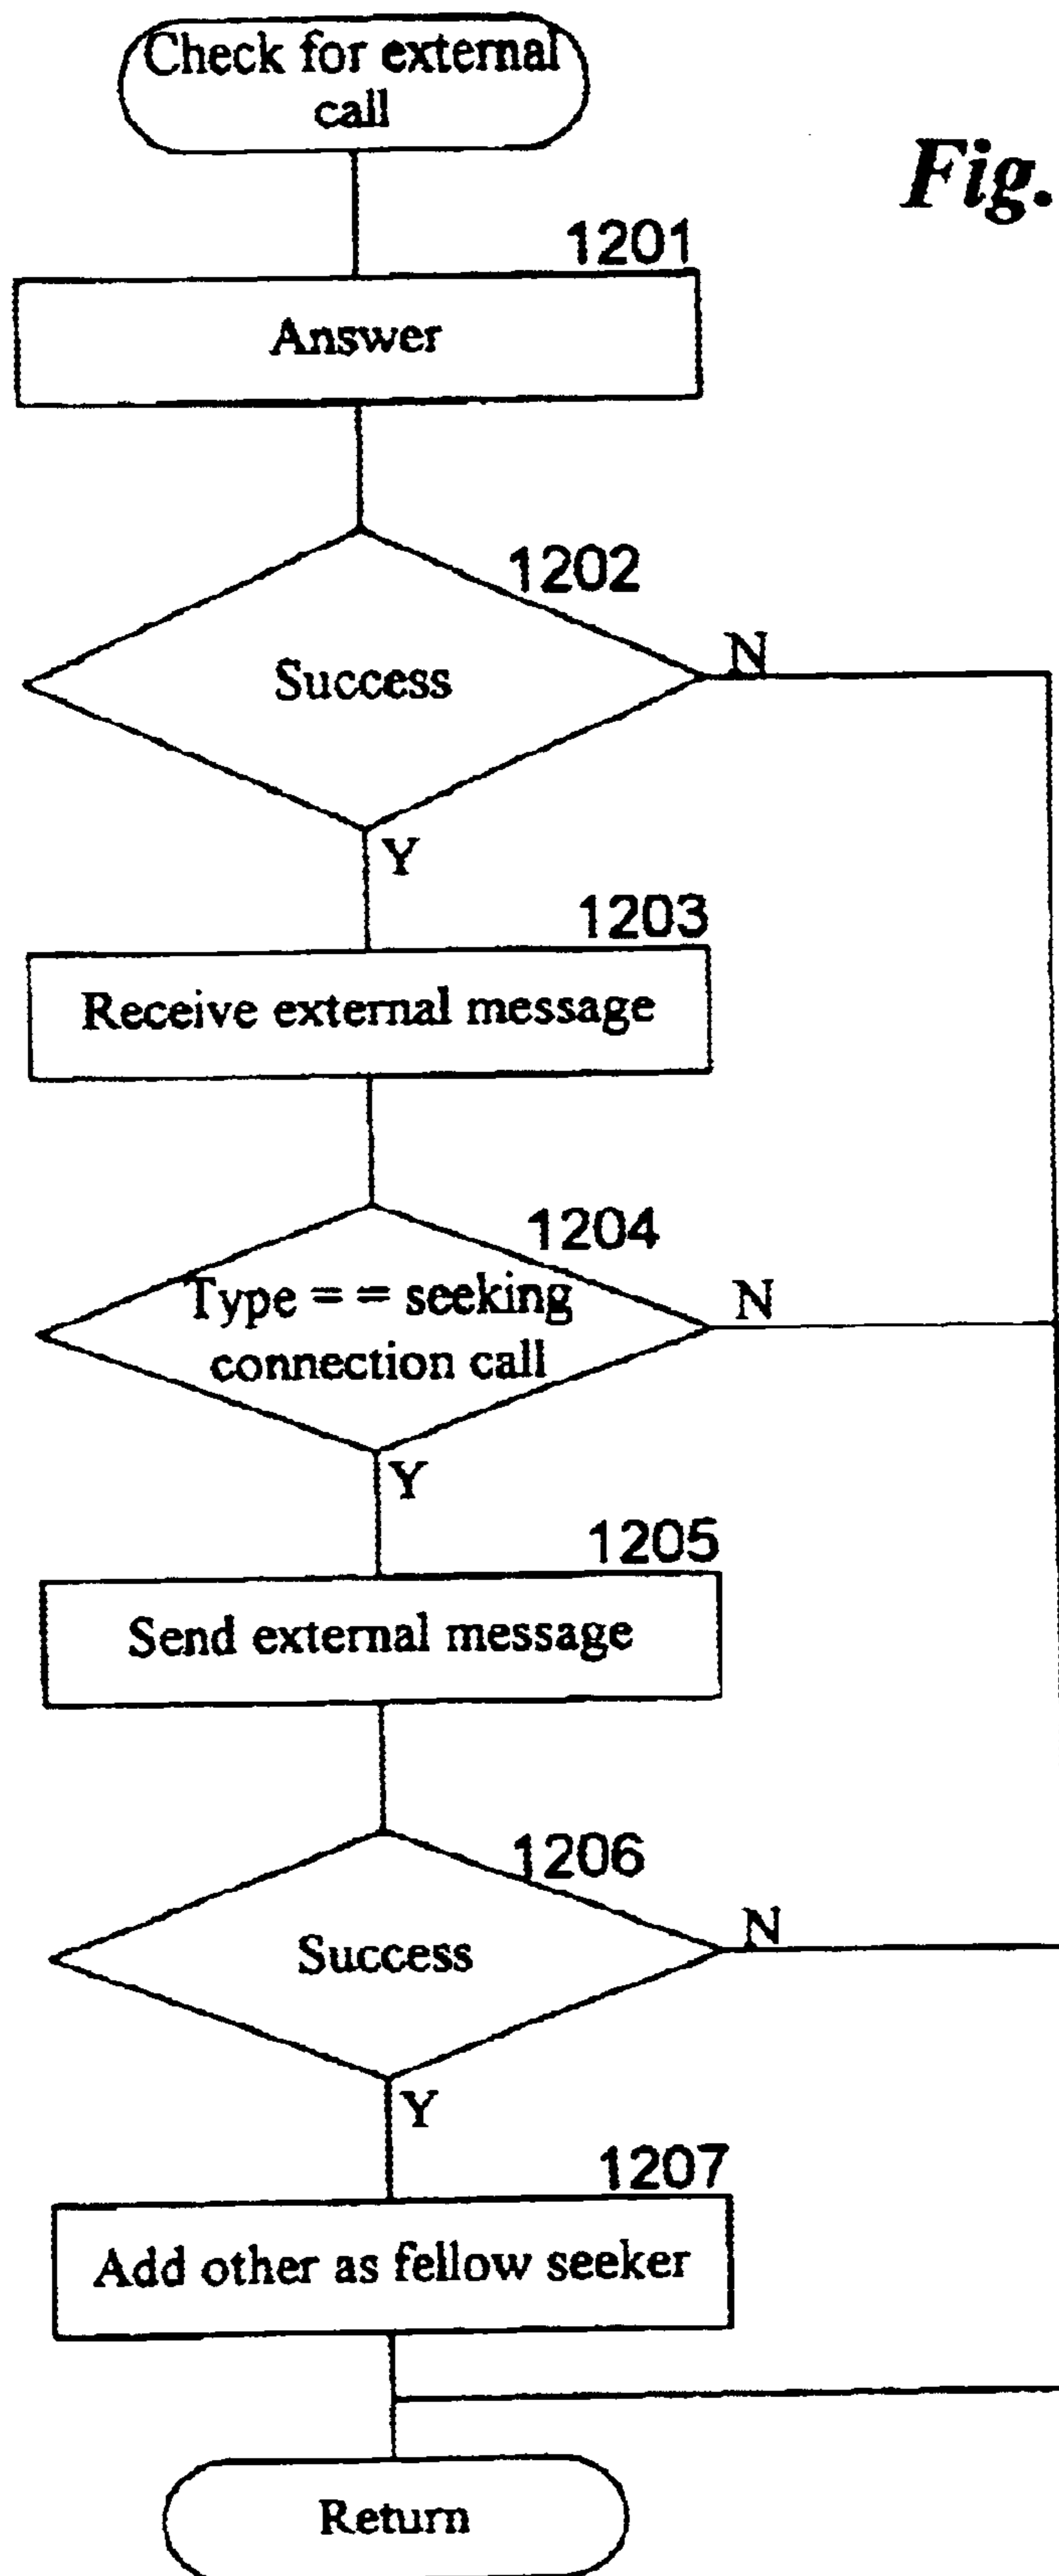 Check for external
call
Fig.
1201
Answer
1202
Success
N
Y
1203
Receive external message
1204
Type = = seeking
connection call
N
Y
1205
Send external message
1206
Success
N
Y
1207
Add other as fellow seeker
Return